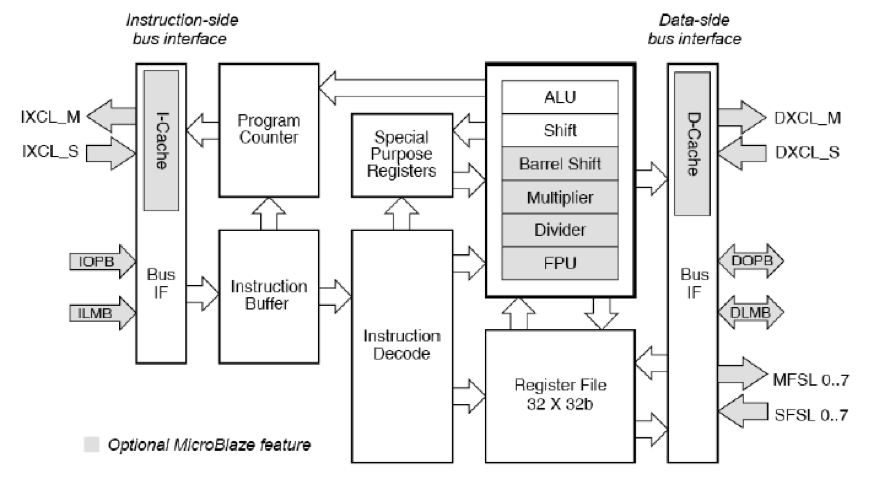 Instruction-side
bus interface
Data-side
bus interface
IXCL_M
IXCL_S
I-Cache
IOPB
ILMB
Bus
IF
Program
Counter
Special
Purpose
Registers
Instruction
Buffer
Instruction
Decode
ALU
Shift
Barrel Shift
Multiplier
Divider
FPU
Register File
32 X 32b
D-Cache
Bus
IF
DXCL_M
DXCL_S
DOPB
DLMB
MFSL 0..7
SFSL 0..7
Optional MicroBlaze feature